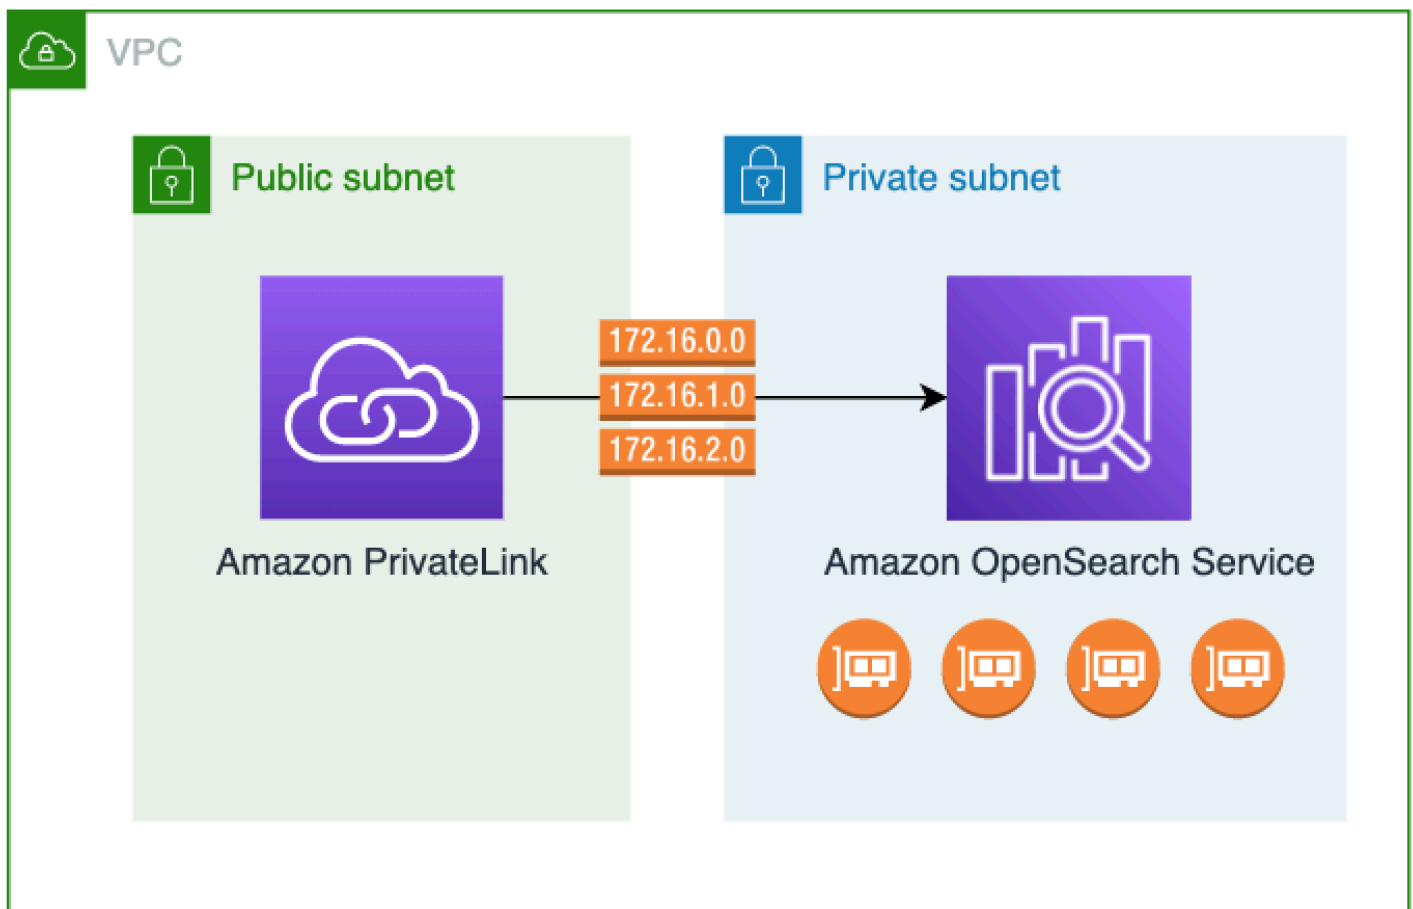 VPC
Public subnet
Private subnet
172.16.0.0
172.16.1.0
172.16.2.0
Amazon PrivateLink
Amazon OpenSearch Service